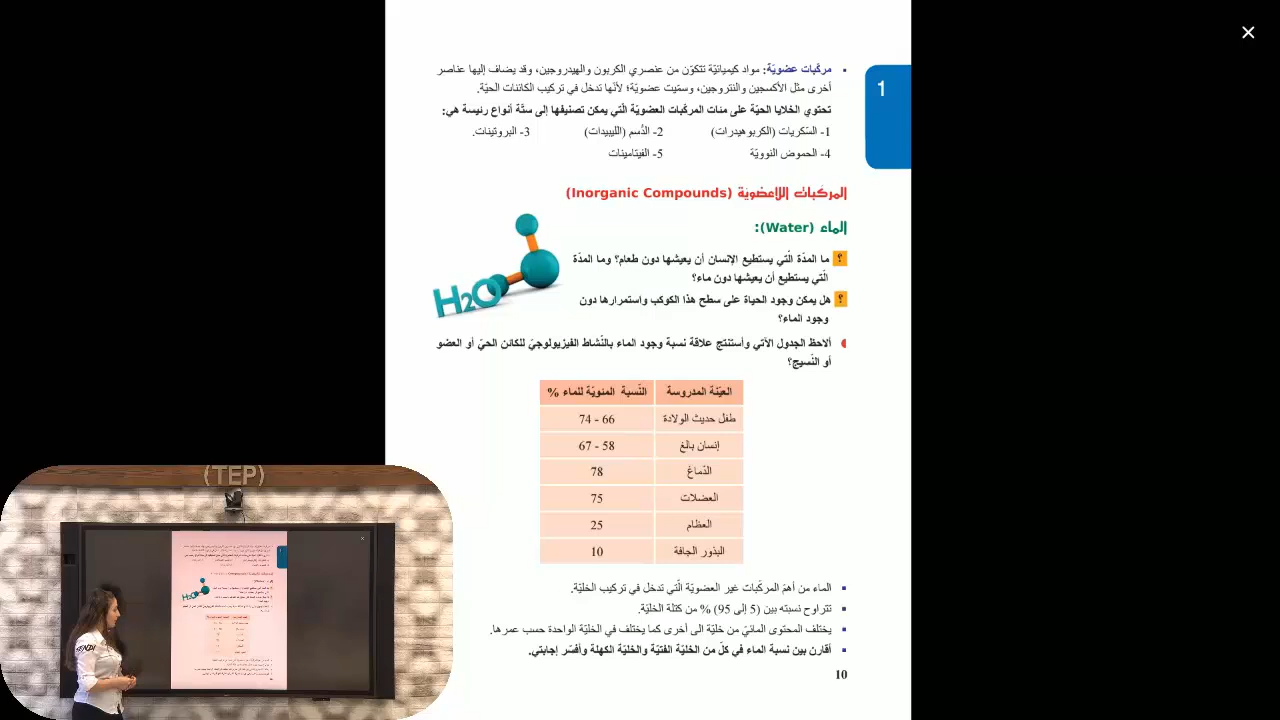 1
مركّبات عضويّة: مواد كيميائيّة تتكوّن من عنصري الكربون والهيدروجين، وقد يضاف إليها عناصر
أخرى مثل الأكسجين والنتروجين، وسمّيت عضويّة؛ لأنّها تدخل في تركيب الكائنات الحيّة.
تحتوي الخلايا الحيّة على مئات المركّبات العضويّة الّتي يمكن تصنيفها إلى ستّة أنواع رئيسة هي:
1- السّكريات (الكربوهيدرات) 2- الدُّسم (الليبيدات) 3- البروتينات.
4- الحموض النوويّة 5- الفيتامينات
المركبات اللاعضوية (Inorganic Compounds)
الماء (Water):
؟ ما المدّة الّتي يستطيع الإنسان أن يعيشها دون طعام؟ وما المدّة
الّتي يستطيع أن يعيشها دون ماء؟
؟ هل يمكن وجود الحياة على سطح هذا الكوكب واستمرارها دون
وجود الماء؟
H2O
ألاحظ الجدول الآتي وأستنتج علاقة نسبة وجود الماء بالنّشاط الفيزيولوجيّ للكائن الحيّ أو العضو
أو النّسيج؟
العيّنة المدروسة النّسبة المئويّة للماء %
طفل حديث الولادة 66 - 74
إنسان بالغ 58 - 67
الدّماغ 78
العضلات 75
العظام 25
البذور الجافة 10
الماء من أهمّ المركّبات غير العضويّة الّتي تدخل في تركيب الخليّة.
تتراوح نسبته بين (5 إلى 95) % من كتلة الخليّة.
يختلف المحتوى المائيّ من خليّة الى أخرى كما يختلف في الخليّة الواحدة حسب عمرها.
أقارن بين نسبة الماء في كلّ من الخليّة الفتيّة والخليّة الكهلة وأفسّر إجابتي.
10
(TEP)